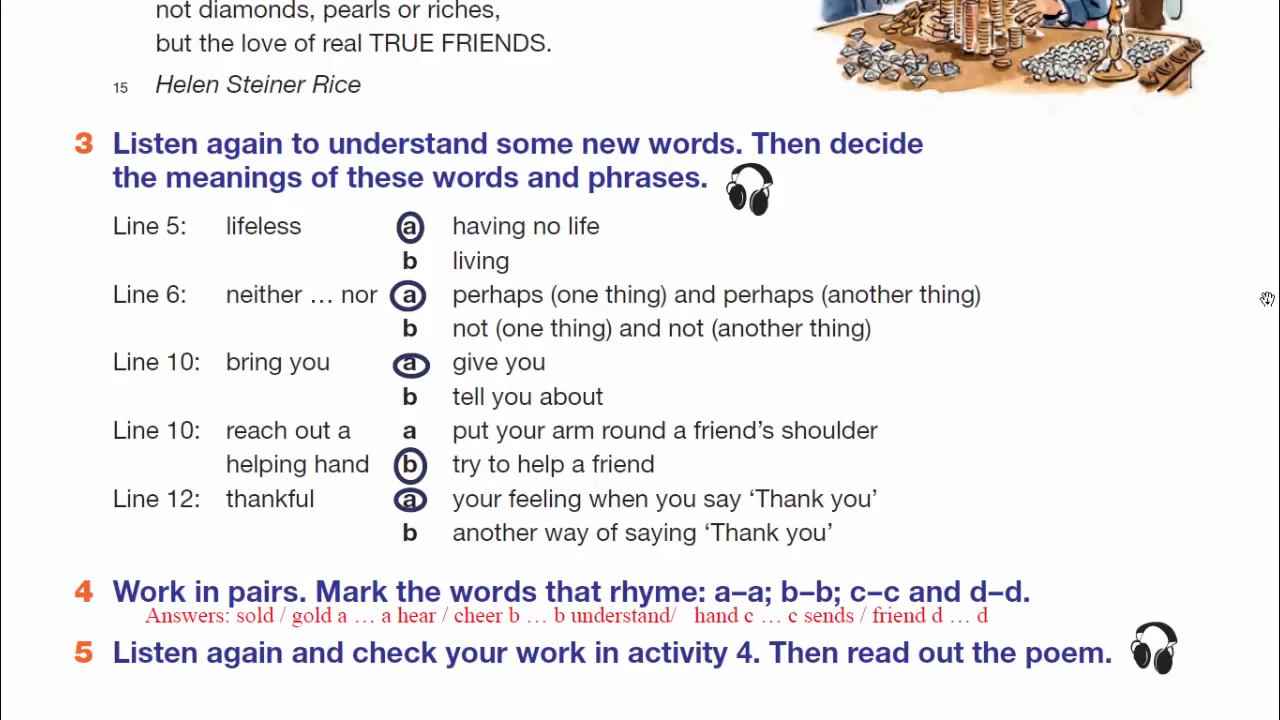 not diamonds, pearls or riches,
but the love of real TRUE FRIENDS.
15 Helen Steiner Rice
3 Listen again to understand some new words. Then decide
the meanings of these words and phrases.
Line 5: lifeless a having no life
b living
Line 6: neither … nor a perhaps (one thing) and perhaps (another thing)
b not (one thing) and not (another thing)
Line 10: bring you a give you
b tell you about
Line 10: reach out a a put your arm round a friend’s shoulder
helping hand b try to help a friend
Line 12: thankful a your feeling when you say ‘Thank you’
b another way of saying ‘Thank you’
4 Work in pairs. Mark the words that rhyme: a–a; b–b; c–c and d–d.
Answers: sold / gold a … a hear / cheer b … b understand/ hand c … c sends / friend d … d
5 Listen again and check your work in activity 4. Then read out the poem.